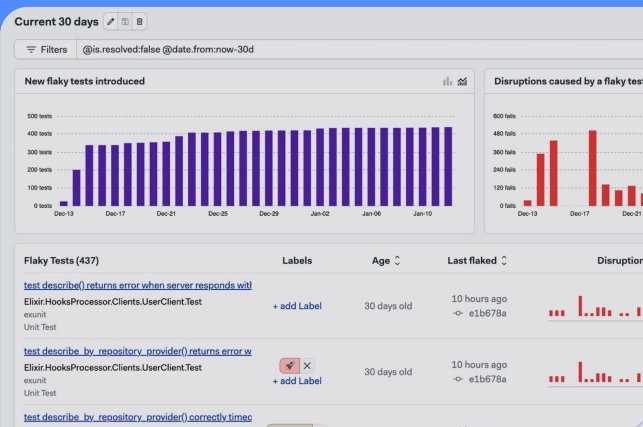 Current 30 days
Filters @is.resolved:false @date.from:now-30d
New flaky tests introduced
500 tests
400 tests
300 tests
200 tests
100 tests
0 tests
Dec-13 Dec-17 Dec-21 Dec-25 Dec-29 Jan-02 Jan-06 Jan-10
Disruptions caused by a flaky test
600 fails
480 fails
360 fails
240 fails
120 fails
0 fails
Dec-13 Dec-17 Dec-21
Flaky Tests (437) Labels Age Last flaked Disruption
test describe() returns error when server responds with
Elixir.HooksProcessor.Clients.UserClient.Test
exunit
Unit Test
+ add Label
30 days old
10 hours ago
e1b678a
test describe_by_repository_provider() returns error w
Elixir.HooksProcessor.Clients.UserClient.Test
exunit
Unit Test
+ add Label
30 days old
10 hours ago
e1b678a
test describe_by_repository_provider() correctly timed